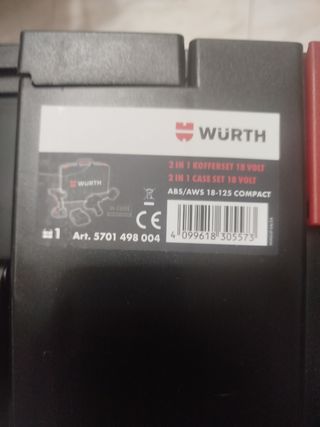 WÜRTH
2 IN 1 KOFFERSET 18 VOLT
2 IN 1 CASE SET 18 VOLT
ABS/AWS 18-125 COMPACT
WÜRTH
1 Art. 5701 498 004
4 099618 305573